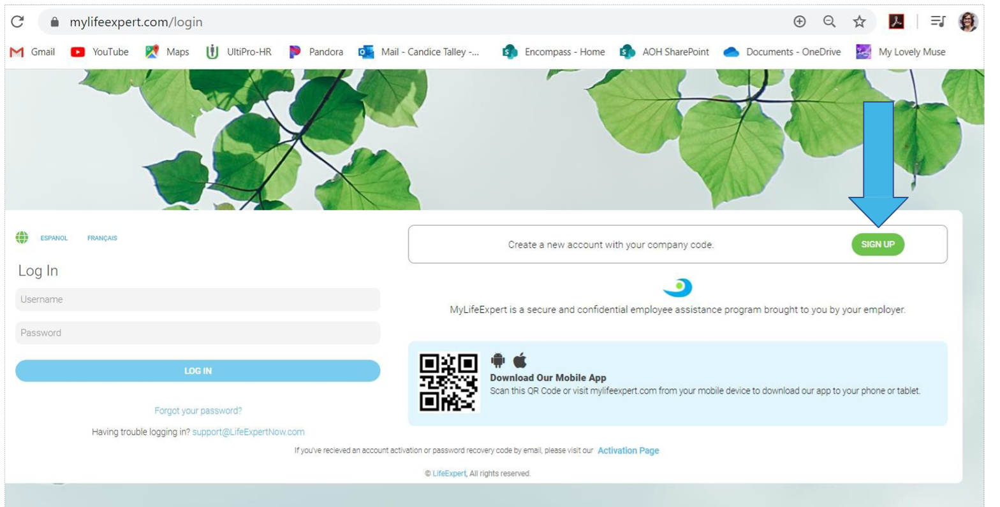 mylifeexpert.com/login
Gmail YouTube Maps UltiPro-HR Pandora Mail - Candice Talley -... Encompass - Home AOH SharePoint Documents - OneDrive My Lovely Muse
ESPANOL FRANÇAIS
Log In
Username
Password
LOG IN
Forgot your password?
Having trouble logging in? support@LifeExpertNow.com
Create a new account with your company code. SIGN UP
MyLifeExpert is a secure and confidential employee assistance program brought to you by your employer.
Download Our Mobile App
Scan this QR Code or visit mylifeexpert.com from your mobile device to download our app to your phone or tablet.
If you've recieved an account activation or password recovery code by email, please visit our Activation Page
© LifeExpert, All rights reserved.